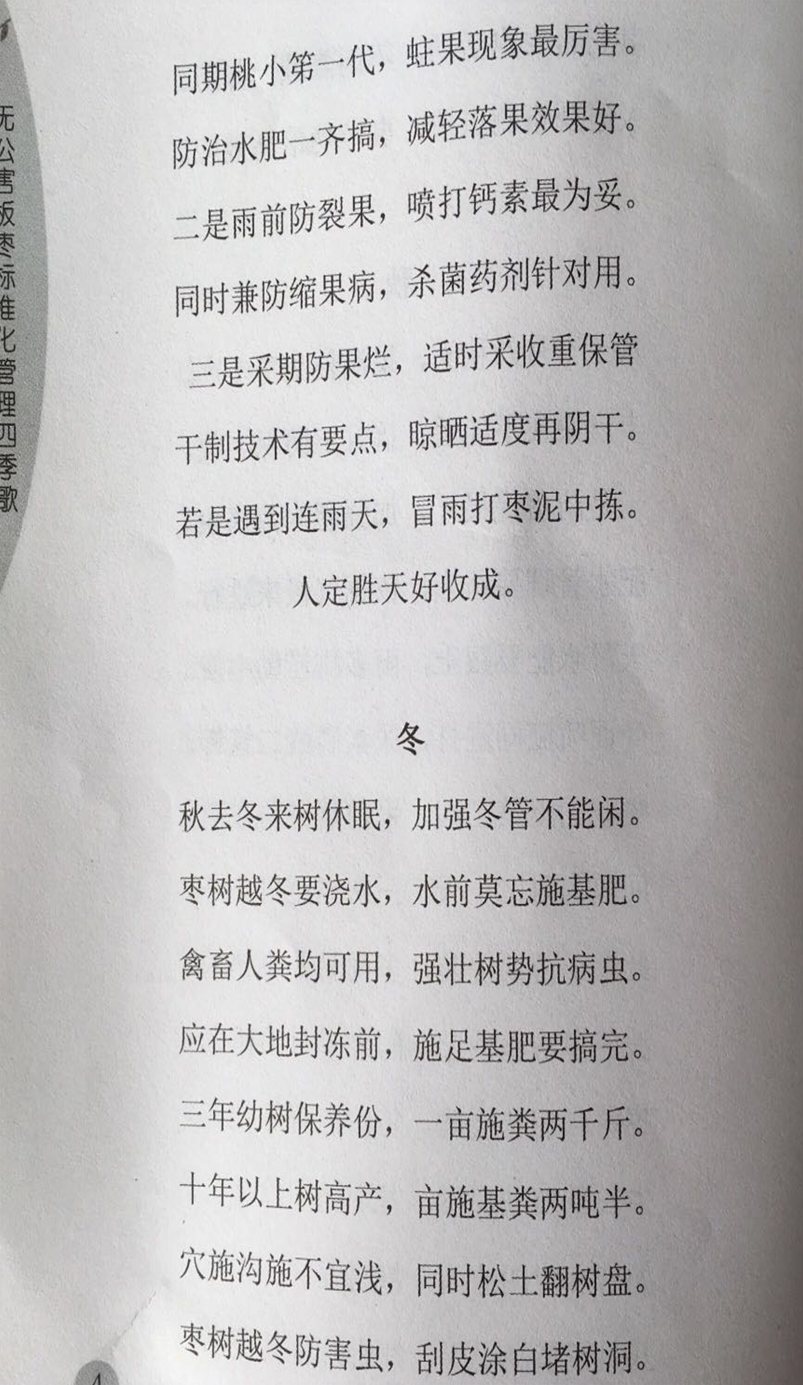 无公害板枣标准化管理四季歌
同期桃小第一代，蛀果现象最厉害。
防治水肥一齐搞，减轻落果效果好。
二是雨前防裂果，喷打钙素最为妥。
同时兼防缩果病，杀菌药剂针对用。
三是采期防果烂，适时采收重保管
干制技术有要点，晾晒适度再阴干。
若是遇到连雨天，冒雨打枣泥中拣。
人定胜天好收成。
冬
秋去冬来树休眠，加强冬管不能闲。
枣树越冬要浇水，水前莫忘施基肥。
禽畜人粪均可用，强壮树势抗病虫。
应在大地封冻前，施足基肥要搞完。
三年幼树保养份，一亩施粪两千斤。
十年以上树高产，亩施基粪两吨半。
穴施沟施不宜浅，同时松土翻树盘。
枣树越冬防害虫，刮皮涂白堵树洞。
4